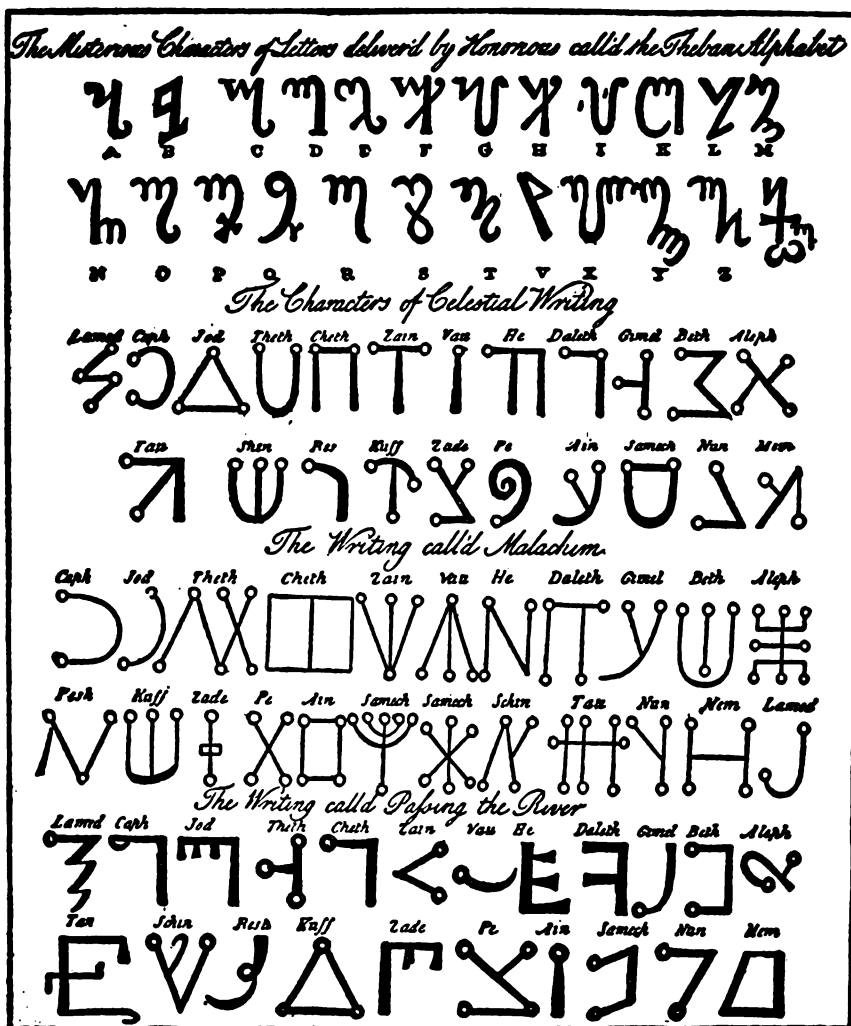 The Misterious Characters of Letters deliver'd by Honorious call'd the Theban Alphabet
A B C D E F G H I K L M
N O P Q R S T V X Y Z
The Characters of Celestial Writing
Lamed Caph Jod Theth Cheth Zain Vau He Daleth Gimel Beth Aleph
Tau Shin Res Kuff Zade Pe Ain Samech Nun Mem
The Writing call'd Malachim
Caph Jod Theth Cheth Zain Vau He Daleth Gimel Beth Aleph
Resh Kuff Zade Pe Ain Samech Samech Schin Tau Nun Mem Lamed
The Writing call'd Passing the River
Lamed Caph Jod Theth Cheth Zain Vau He Daleth Gimel Beth Aleph
Tau Schin Resh Kuff Zade Pe Ain Samech Nun Mem